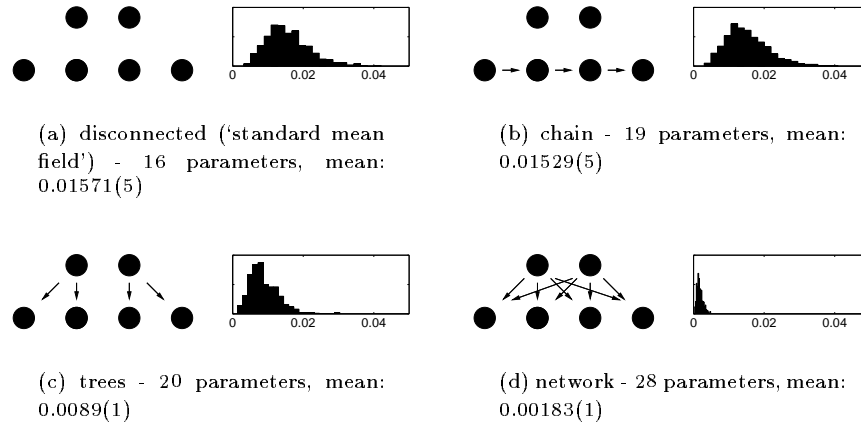 0 0.02 0.04
0 0.02 0.04
(a) disconnected (‘standard mean
field’) - 16 parameters, mean:
0.01571(5)
(b) chain - 19 parameters, mean:
0.01529(5)
0 0.02 0.04
0 0.02 0.04
(c) trees - 20 parameters, mean:
0.0089(1)
(d) network - 28 parameters, mean:
0.00183(1)